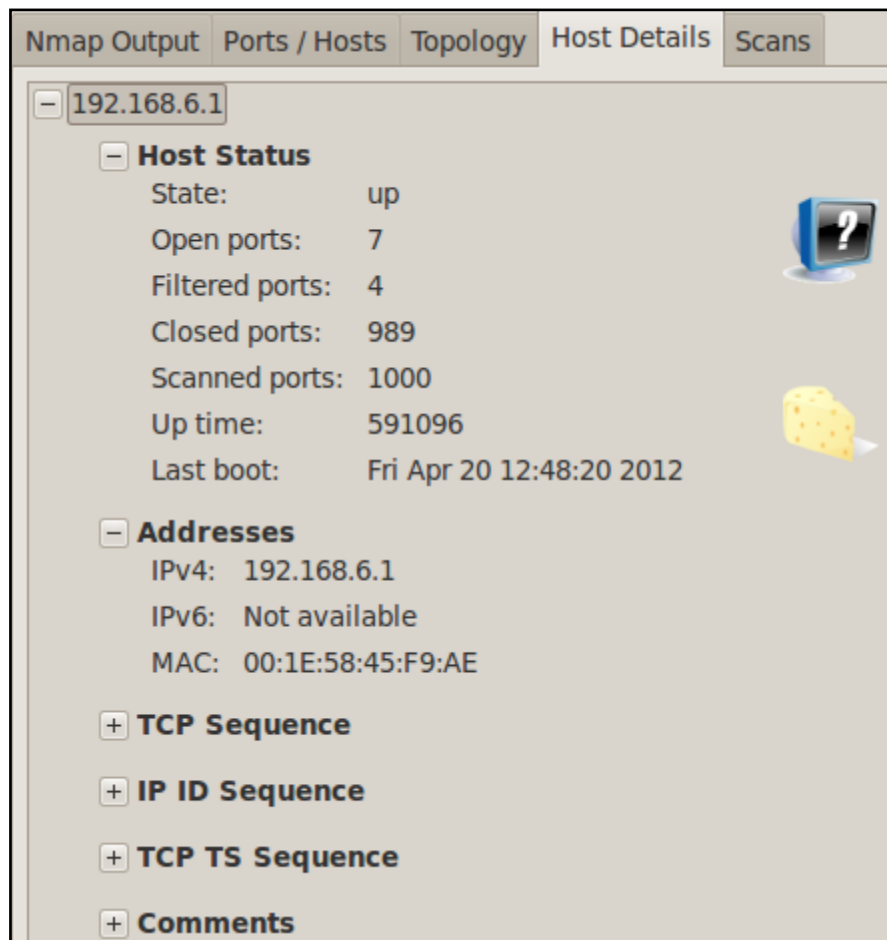 Nmap Output Ports / Hosts Topology Host Details Scans
192.168.6.1
Host Status
State: up
Open ports: 7
Filtered ports: 4
Closed ports: 989
Scanned ports: 1000
Up time: 591096
Last boot: Fri Apr 20 12:48:20 2012
Addresses
IPv4: 192.168.6.1
IPv6: Not available
MAC: 00:1E:58:45:F9:AE
TCP Sequence
IP ID Sequence
TCP TS Sequence
Comments